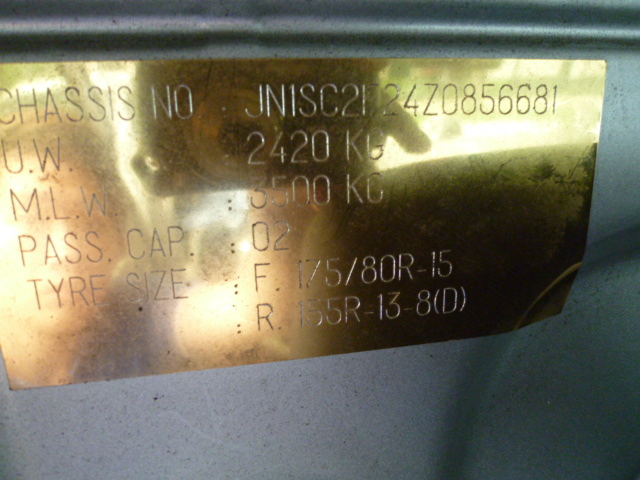 CHASSIS NO : JN1SC2F24Z0856681
U.W. : 2420 KG
M.L.W. : 3500 KG
PASS. CAP. : 02
TYRE SIZE : F. 175/80R-15
: R. 155R-13-8(D)